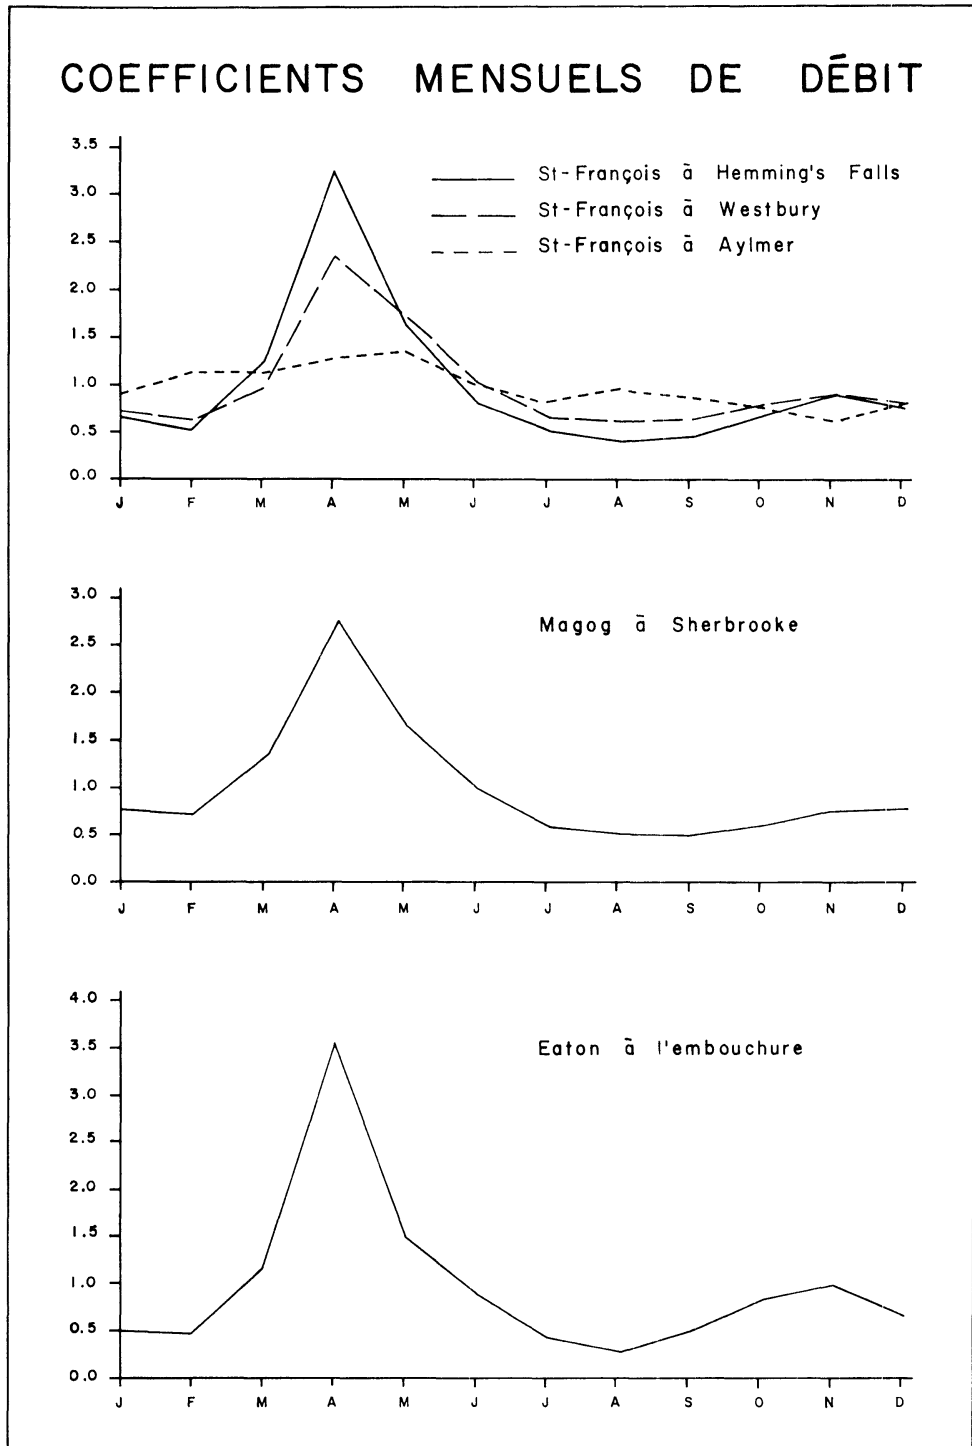 COEFFICIENTS MENSUELS DE DÉBIT
3.5
3.0
2.5
2.0
1.5
1.0
0.5
0.0
St-François à Hemming's Falls
St-François à Westbury
St-François à Aylmer
J F M A M J J A S O N D
3.0
2.5
2.0
1.5
1.0
0.5
0.0
Magog à Sherbrooke
J F M A M J J A S O N D
4.0
3.5
3.0
2.5
2.0
1.5
1.0
0.5
0.0
Eaton à l'embouchure
J F M A M J J A S O N D